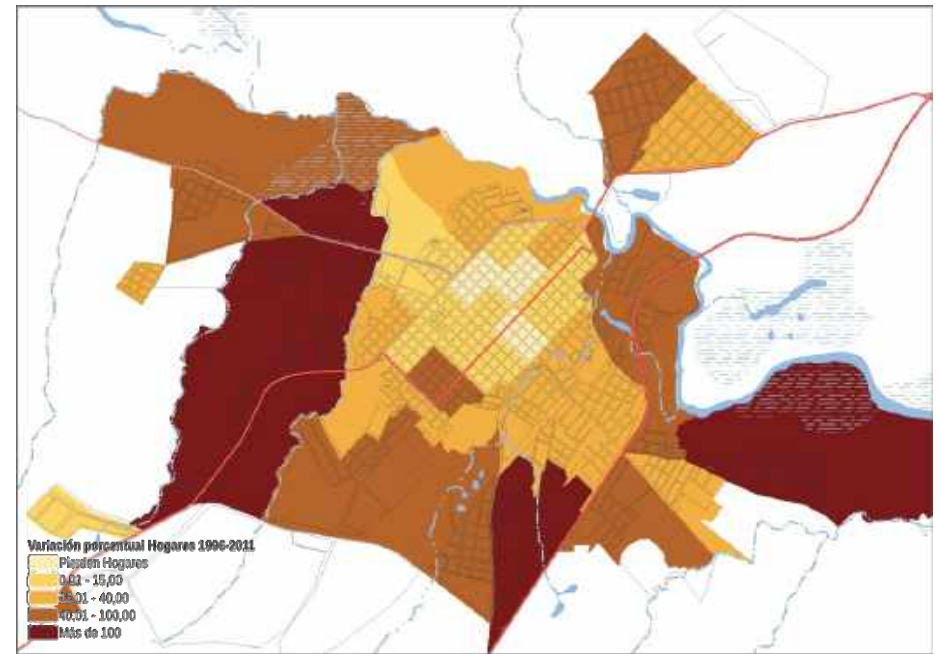 Variación porcentual Hogares 1996-2011
Pierden Hogares
0,01 - 15,00
15,01 - 40,00
40,01 - 100,00
Más de 100